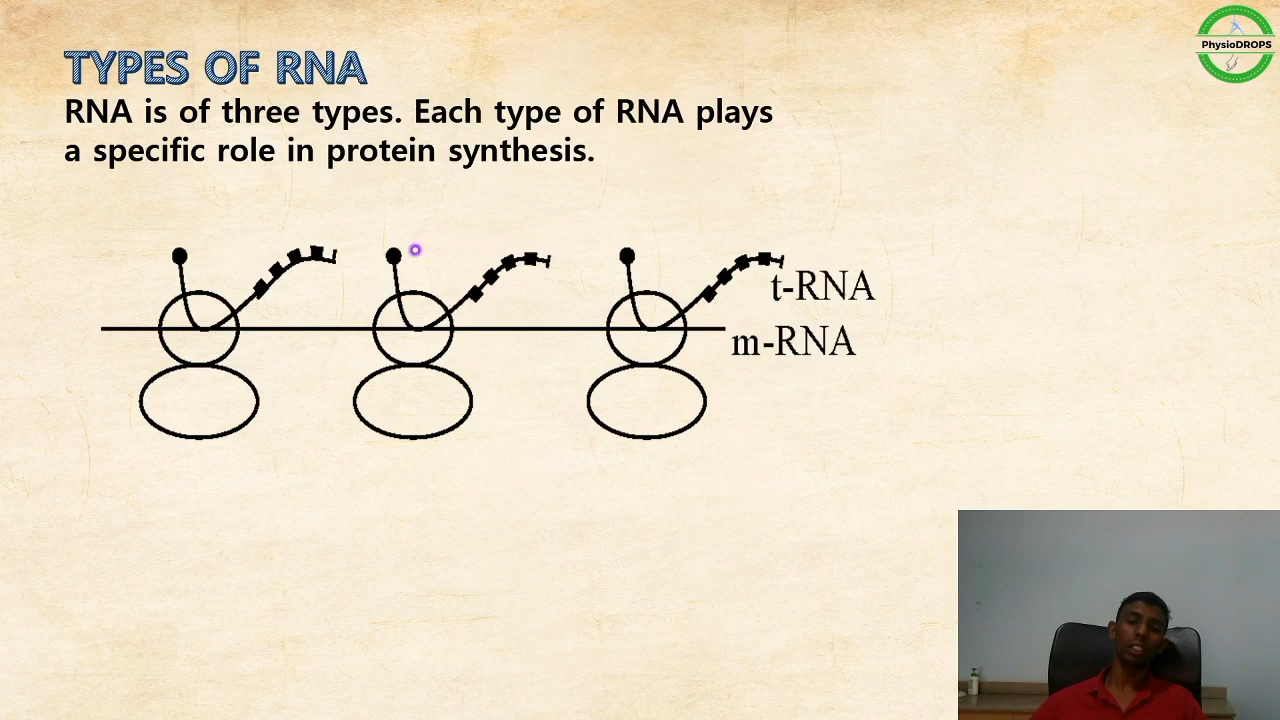 PhysioDROPS
TYPES OF RNA
RNA is of three types. Each type of RNA plays
a specific role in protein synthesis.
t-RNA
m-RNA